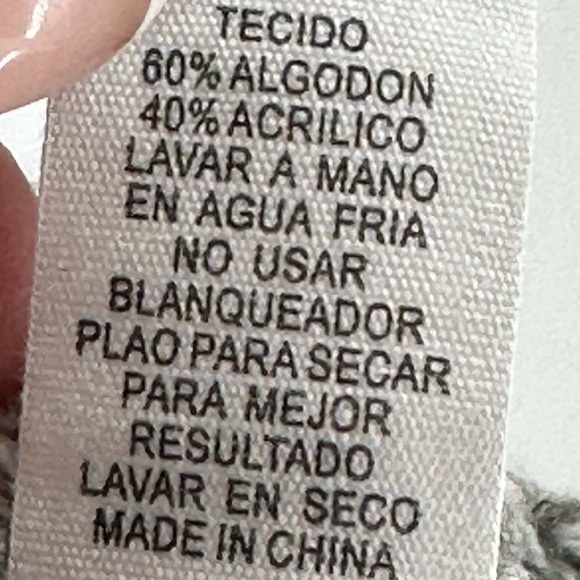 TECIDO
60% ALGODON
40% ACRILICO
LAVAR A MANO
EN AGUA FRIA
NO USAR
BLANQUEADOR
PLAO PARA SECAR
PARA MEJOR
RESULTADO
LAVAR EN SECO
MADE IN CHINA